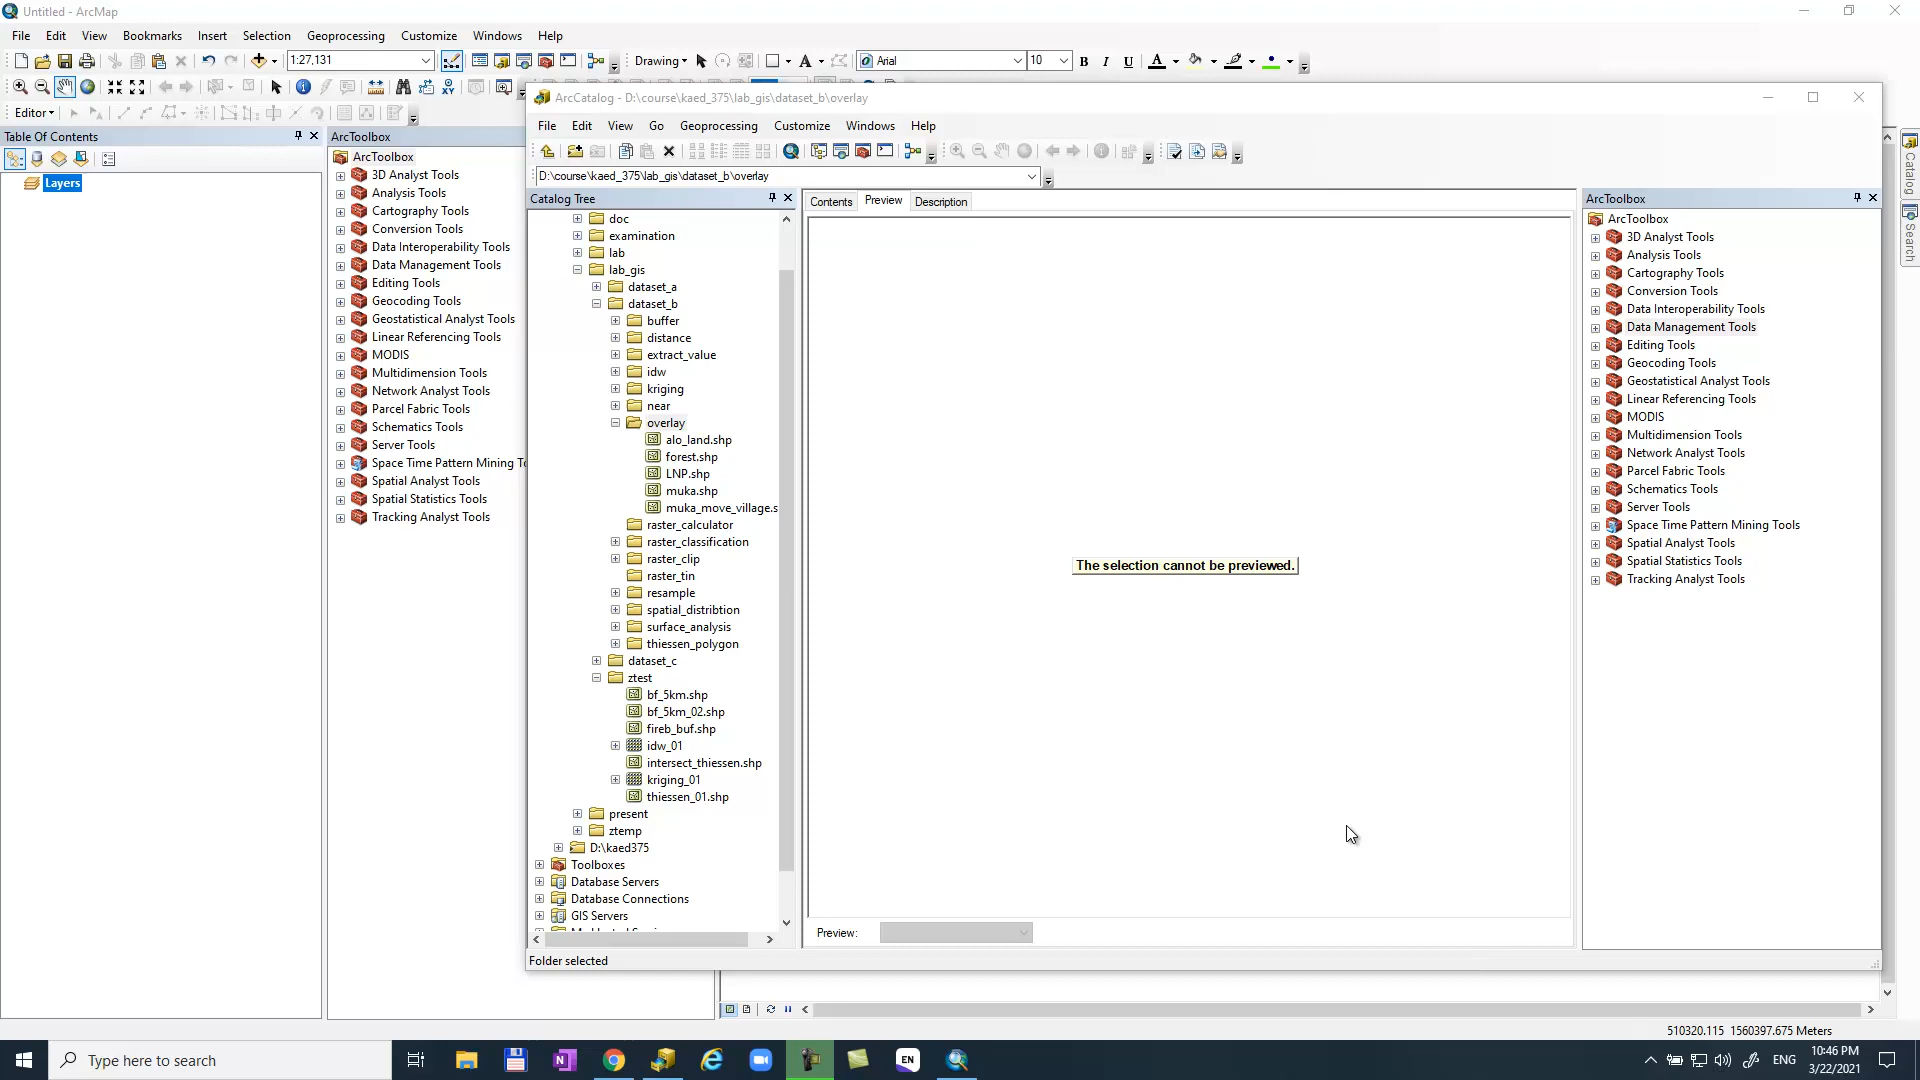 Untitled - ArcMap
File Edit View Bookmarks Insert Selection Geoprocessing Customize Windows Help
1:27,131
Drawing
Arial
10
B I U A
Editor
Table Of Contents
Layers
ArcToolbox
ArcToolbox
3D Analyst Tools
Analysis Tools
Cartography Tools
Conversion Tools
Data Interoperability Tools
Data Management Tools
Editing Tools
Geocoding Tools
Geostatistical Analyst Tools
Linear Referencing Tools
MODIS
Multidimension Tools
Network Analyst Tools
Parcel Fabric Tools
Schematics Tools
Server Tools
Space Time Pattern Mining
Spatial Analyst Tools
Spatial Statistics Tools
Tracking Analyst Tools
ArcCatalog - D:\course\kaed_375\lab_gis\dataset_b\overlay
File Edit View Go Geoprocessing Customize Windows Help
D:\course\kaed_375\lab_gis\dataset_b\overlay
Catalog Tree
doc
examination
lab
lab_gis
dataset_a
dataset_b
buffer
distance
extract_value
idw
kriging
near
overlay
alo_land.shp
forest.shp
LNP.shp
muka.shp
muka_move_village.s
raster_calculator
raster_classification
raster_clip
raster_tin
resample
spatial_distribtion
surface_analysis
thiessen_polygon
dataset_c
ztest
bf_5km.shp
bf_5km_02.shp
fireb_buf.shp
idw_01
intersect_thiessen.shp
kriging_01
thiessen_01.shp
present
ztemp
D:\kaed375
Toolboxes
Database Servers
Database Connections
GIS Servers
Folder selected
Contents Preview Description
The selection cannot be previewed.
Preview:
ArcToolbox
ArcToolbox
3D Analyst Tools
Analysis Tools
Cartography Tools
Conversion Tools
Data Interoperability Tools
Data Management Tools
Editing Tools
Geocoding Tools
Geostatistical Analyst Tools
Linear Referencing Tools
MODIS
Multidimension Tools
Network Analyst Tools
Parcel Fabric Tools
Schematics Tools
Server Tools
Space Time Pattern Mining Tools
Spatial Analyst Tools
Spatial Statistics Tools
Tracking Analyst Tools
Catalog
Search
510320.115 1560397.675 Meters
Type here to search
EN
ENG
10:46 PM
3/22/2021